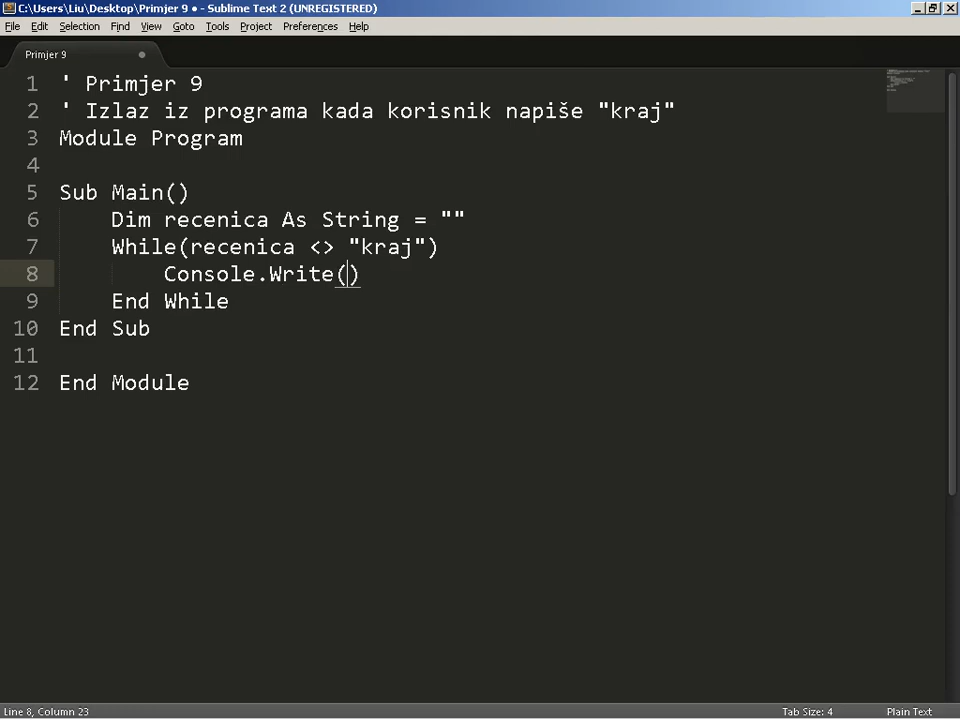 C:\Users\Liu\Desktop\Primjer 9 • - Sublime Text 2 (UNREGISTERED)
File Edit Selection Find View Goto Tools Project Preferences Help
Primjer 9
1 ' Primjer 9
2 ' Izlaz iz programa kada korisnik napiše "kraj"
3 Module Program
4
5 Sub Main()
6 Dim recenica As String = ""
7 While(recenica <> "kraj")
8 Console.Write()
9 End While
10 End Sub
11
12 End Module
Line 8, Column 23 Tab Size: 4 Plain Text